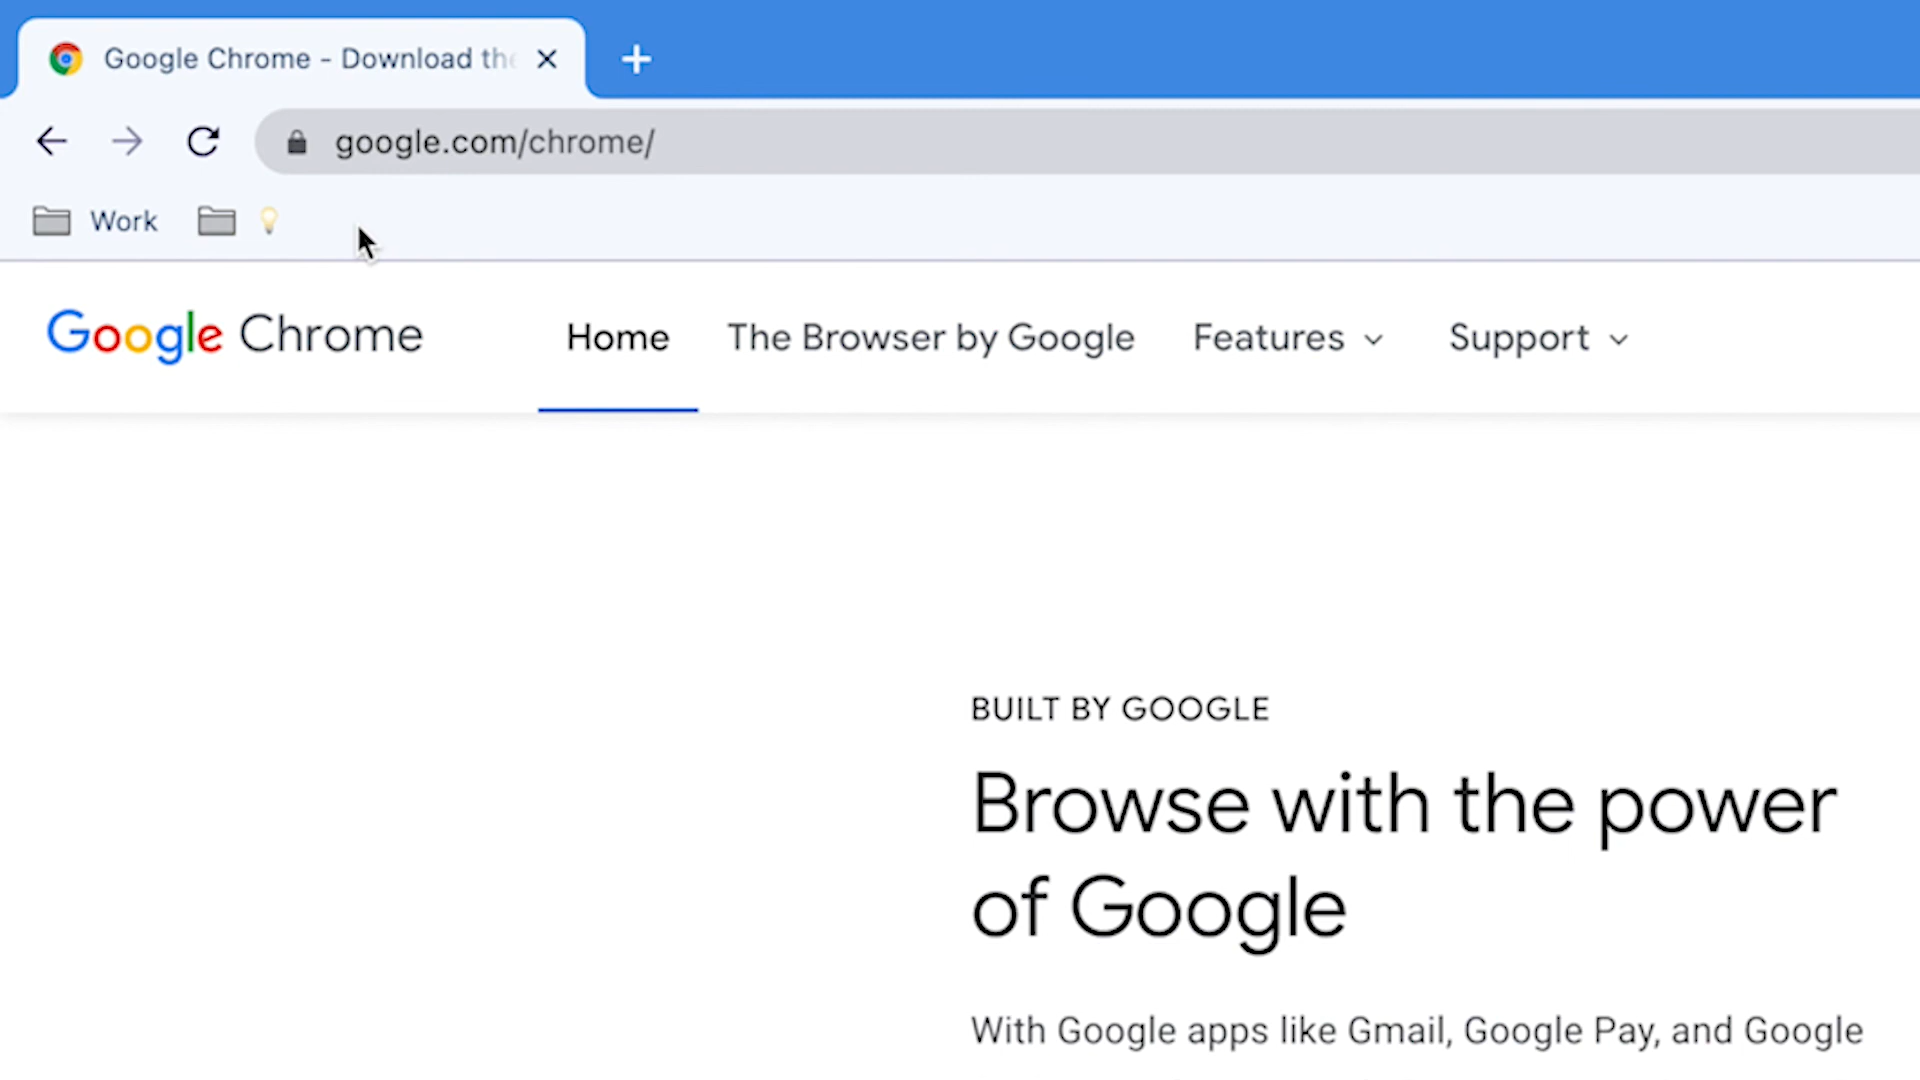 Google Chrome - Download the
google.com/chrome/
Work
Google Chrome Home The Browser by Google Features Support
BUILT BY GOOGLE
Browse with the power
of Google
With Google apps like Gmail, Google Pay, and Google